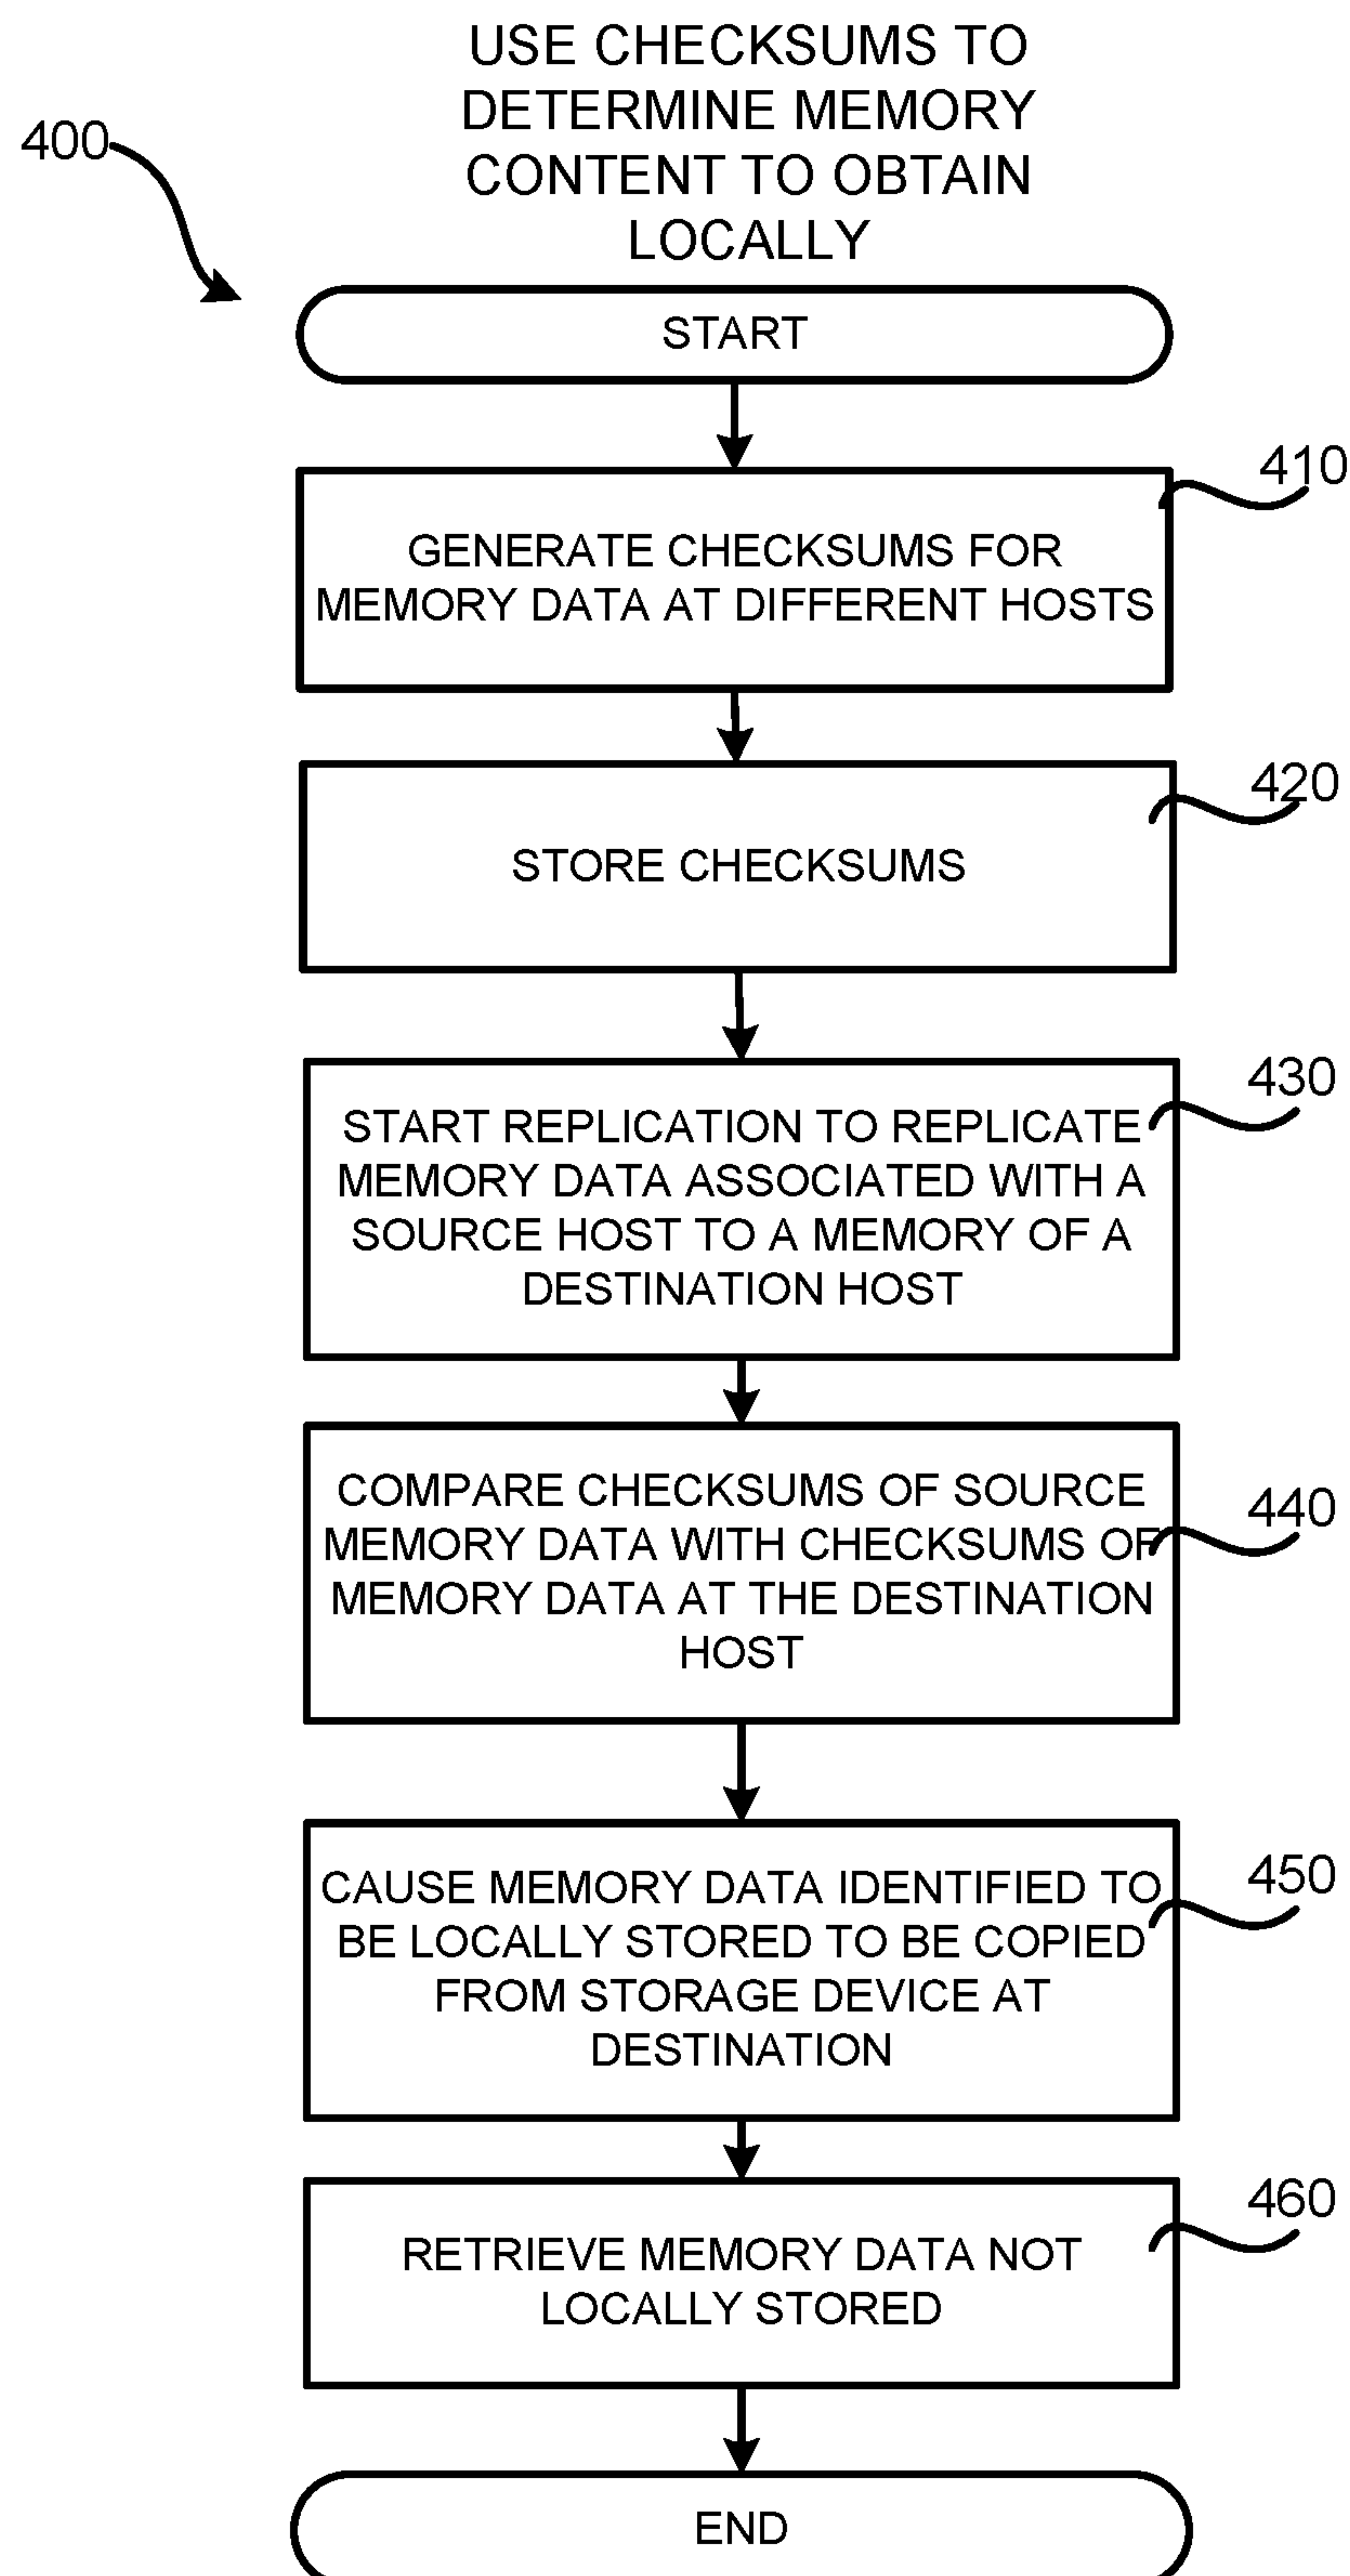 USE CHECKSUMS TO
DETERMINE MEMORY
CONTENT TO OBTAIN
LOCALLY
400
START
410
GENERATE CHECKSUMS FOR
MEMORY DATA AT DIFFERENT HOSTS
420
STORE CHECKSUMS
430
START REPLICATION TO REPLICATE
MEMORY DATA ASSOCIATED WITH A
SOURCE HOST TO A MEMORY OF A
DESTINATION HOST
440
COMPARE CHECKSUMS OF SOURCE
MEMORY DATA WITH CHECKSUMS OF
MEMORY DATA AT THE DESTINATION
HOST
450
CAUSE MEMORY DATA IDENTIFIED TO
BE LOCALLY STORED TO BE COPIED
FROM STORAGE DEVICE AT
DESTINATION
460
RETRIEVE MEMORY DATA NOT
LOCALLY STORED
END